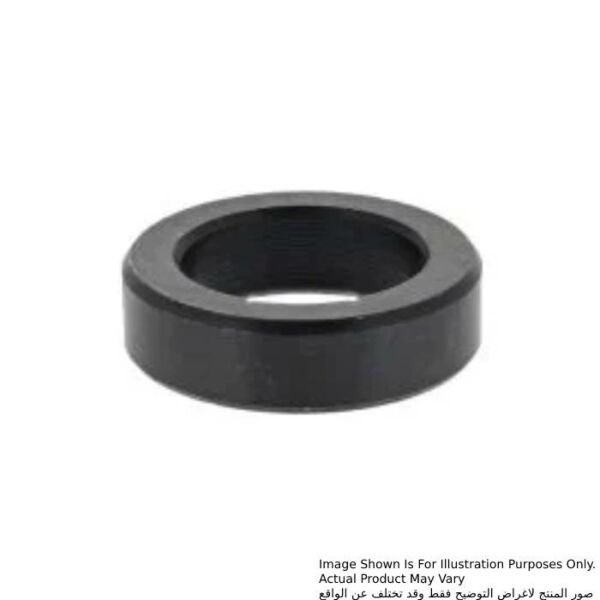 Image Shown Is For Illustration Purposes Only.
Actual Product May Vary
صور المنتج لاغراض التوضيح فقط وقد تختلف عن الواقع